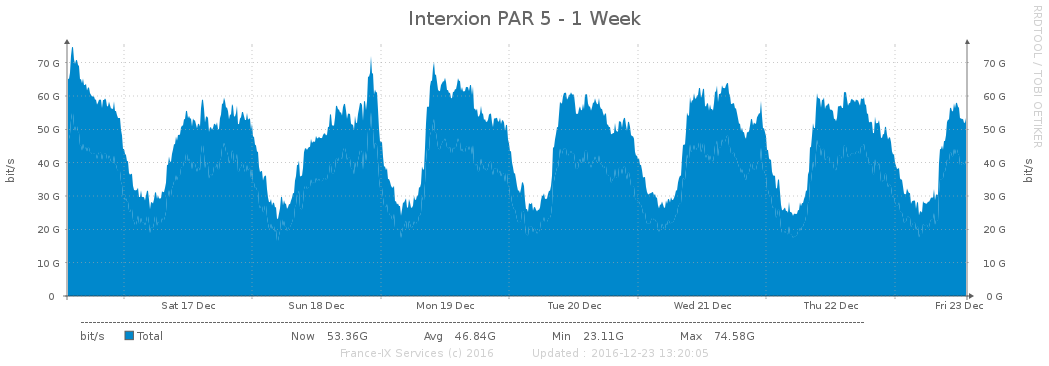 Interxion PAR 5 - 1 Week
RRDTOOL / TOBI OETIKER
bit/s
bit/s
70 G 70 G
60 G 60 G
50 G 50 G
40 G 40 G
30 G 30 G
20 G 20 G
10 G 10 G
0 0 G
Sat 17 Dec Sun 18 Dec Mon 19 Dec Tue 20 Dec Wed 21 Dec Thu 22 Dec Fri 23 Dec
bit/s Total Now 53.36G Avg 46.84G Min 23.11G Max 74.58G
France-IX Services (c) 2016 Updated : 2016-12-23 13:20:05